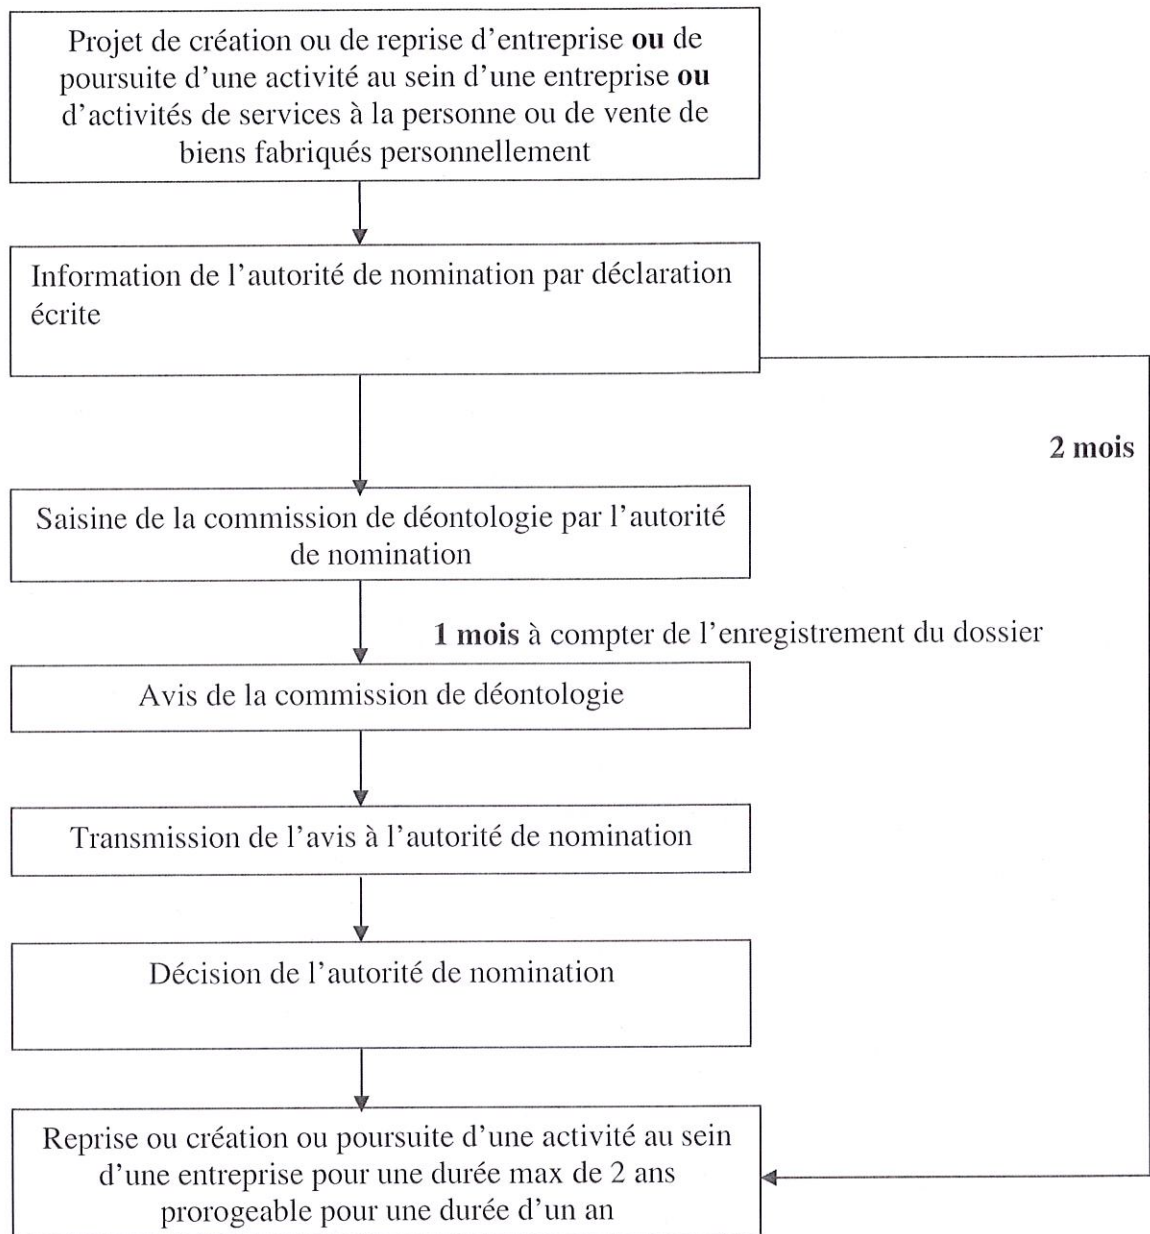 Projet de création ou de reprise d'entreprise ou de
poursuite d'une activité au sein d'une entreprise ou
d'activités de services à la personne ou de vente de
biens fabriqués personnellement
Information de l'autorité de nomination par déclaration
écrite
2 mois
Saisine de la commission de déontologie par l'autorité
de nomination
1 mois à compter de l'enregistrement du dossier
Avis de la commission de déontologie
Transmission de l'avis à l'autorité de nomination
Décision de l'autorité de nomination
Reprise ou création ou poursuite d'une activité au sein
d'une entreprise pour une durée max de 2 ans
prorogeable pour une durée d'un an